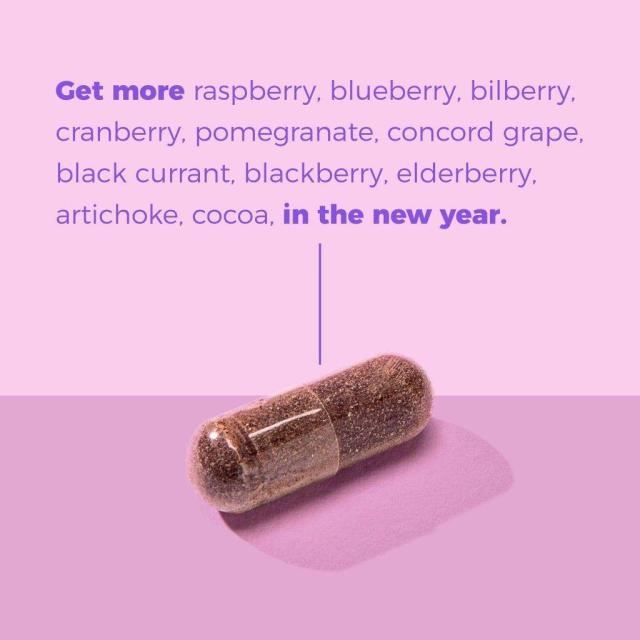 Get more raspberry, blueberry, bilberry,
cranberry, pomegranate, concord grape,
black currant, blackberry, elderberry,
artichoke, cocoa, in the new year.